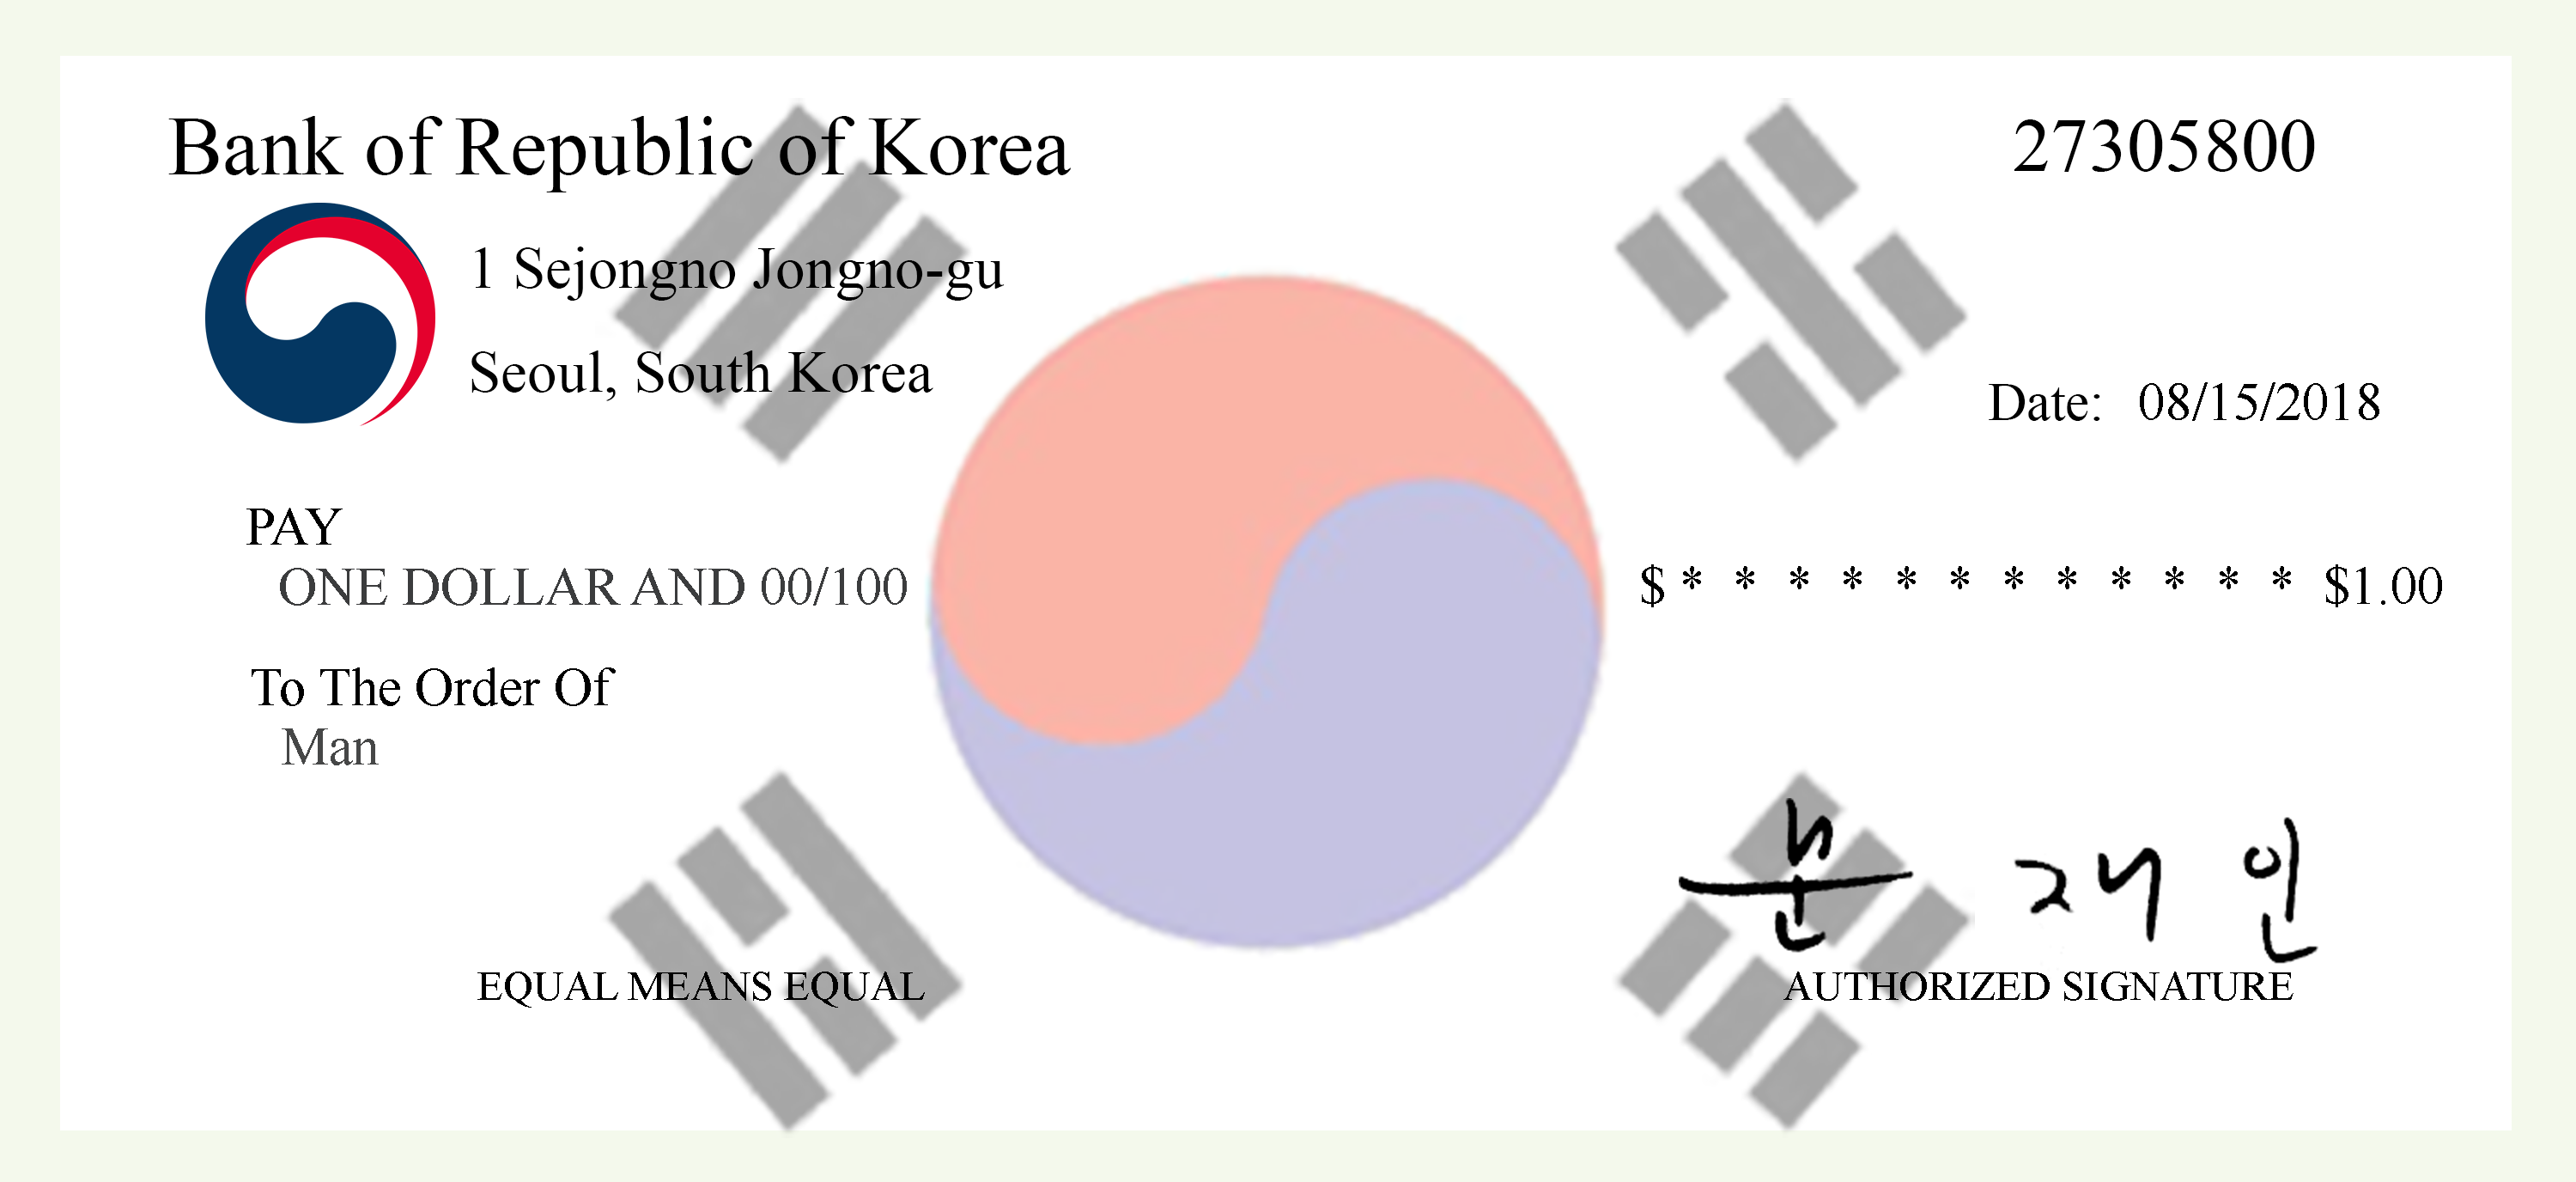 Bank of Republic of Korea
27305800
1 Sejongno Jongno-gu
Seoul, South Korea
Date: 08/15/2018
PAY
ONE DOLLAR AND 00/100
$ * * * * * * * * * * * * $1.00
To The Order Of
Man
문 재 인
EQUAL MEANS EQUAL
AUTHORIZED SIGNATURE